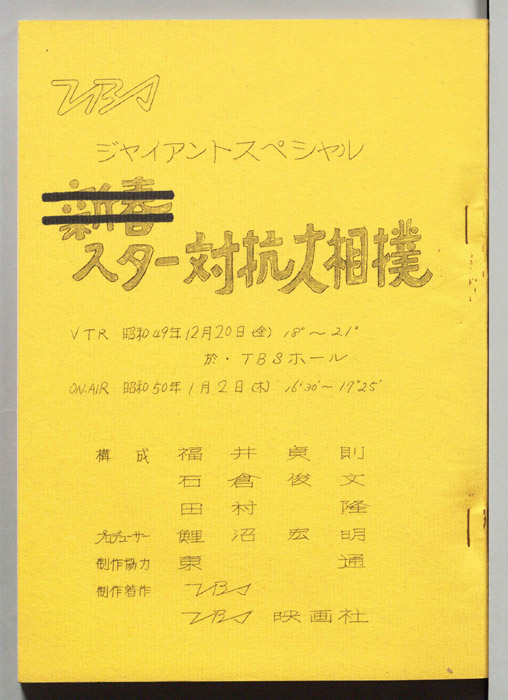 TBS
ジャイアントスペシャル
新春
スター対抗大相撲
VTR 昭和49年12月20日(金) 18°~21°
於・TBSホール
ON.AIR 昭和50年1月2日(木) 16°30'~17°25'
構成 福井貞則
石倉俊文
田村隆
プロデューサー 鯉沼宏明
制作協力 東通
制作著作 TBS
TBS映画社